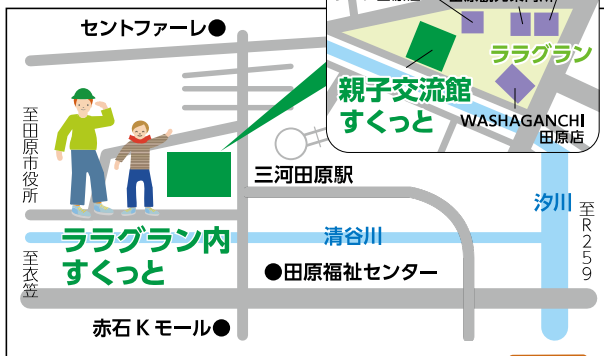 セントファーレ●
ララグラン
親子交流館
すくっと
WASHAGANCHI
田原店
至田原市役所
三河田原駅
汐川
至R259
ララグラン内
すくっと
清谷川
至衣笠
●田原福祉センター
赤石Kモール●